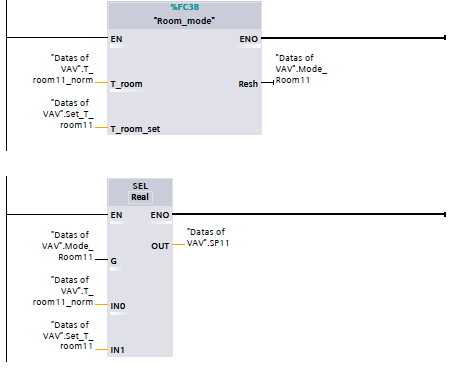 %FC38
"Room_mode"
EN
ENO
"Datas of
VAV".T_
room11_norm
T_room
"Datas of
VAV".Mode_
Room11
Resh
"Datas of
VAV".Set_T_
room11
T_room_set
SEL
Real
EN
ENO
"Datas of
VAV".Mode_
Room11
G
"Datas of
VAV".SP11
OUT
"Datas of
VAV".T_
room11_norm
IN0
"Datas of
VAV".Set_T_
room11
IN1